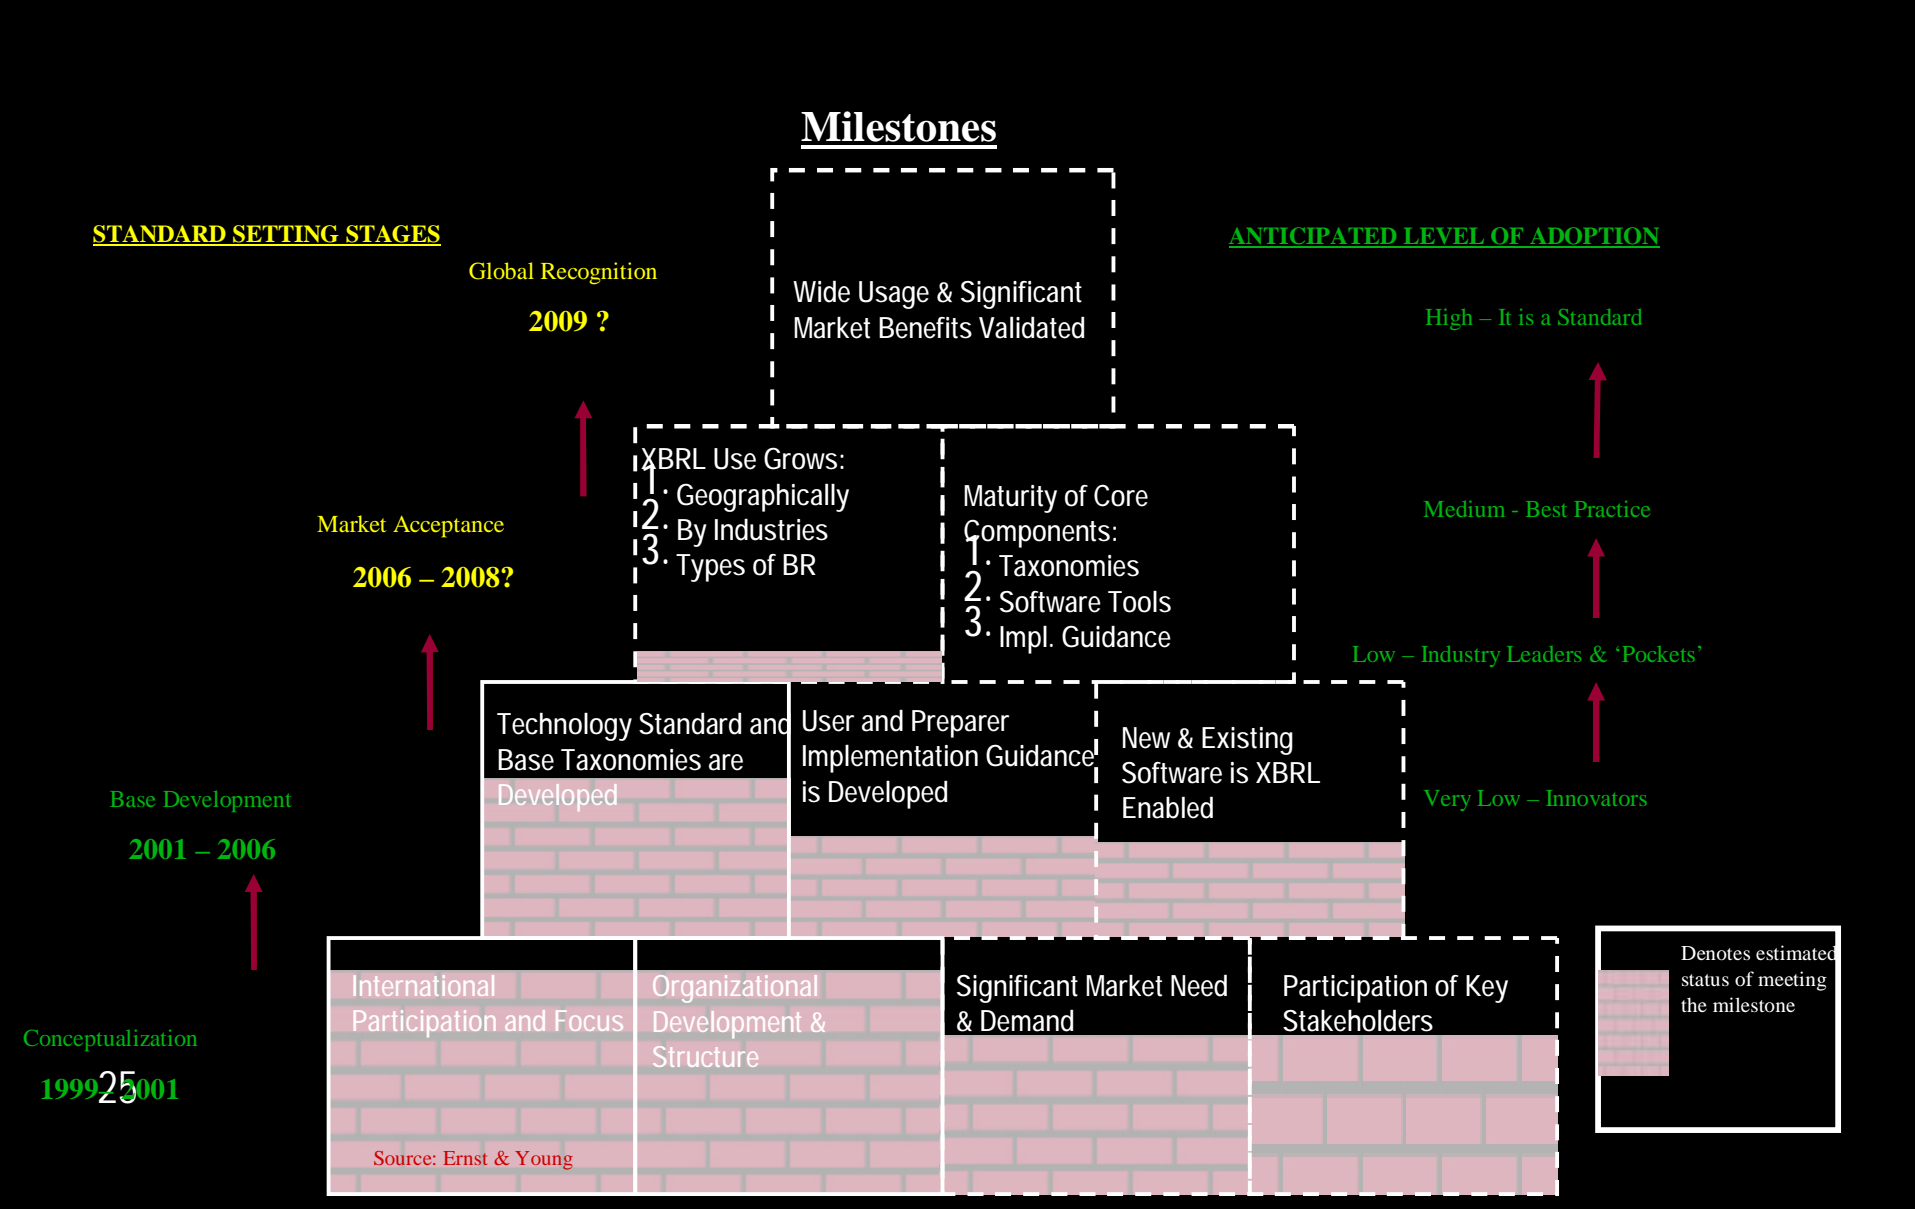 Milestones
STANDARD SETTING STAGES
ANTICIPATED LEVEL OF ADOPTION
Global Recognition
2009 ?
Wide Usage & Significant
Market Benefits Validated
High – It is a Standard
Market Acceptance
2006 – 2008?
XBRL Use Grows:
1. Geographically
2. By Industries
3. Types of BR
Maturity of Core
Components:
1. Taxonomies
2. Software Tools
3. Impl. Guidance
Medium - Best Practice
Low – Industry Leaders & ‘Pockets’
Base Development
2001 – 2006
Technology Standard and
Base Taxonomies are
Developed
User and Preparer
Implementation Guidance
is Developed
New & Existing
Software is XBRL
Enabled
Very Low – Innovators
Conceptualization
1999– 2001
25
International
Participation and Focus
Organizational
Development &
Structure
Significant Market Need
& Demand
Participation of Key
Stakeholders
Denotes estimated
status of meeting
the milestone
Source: Ernst & Young